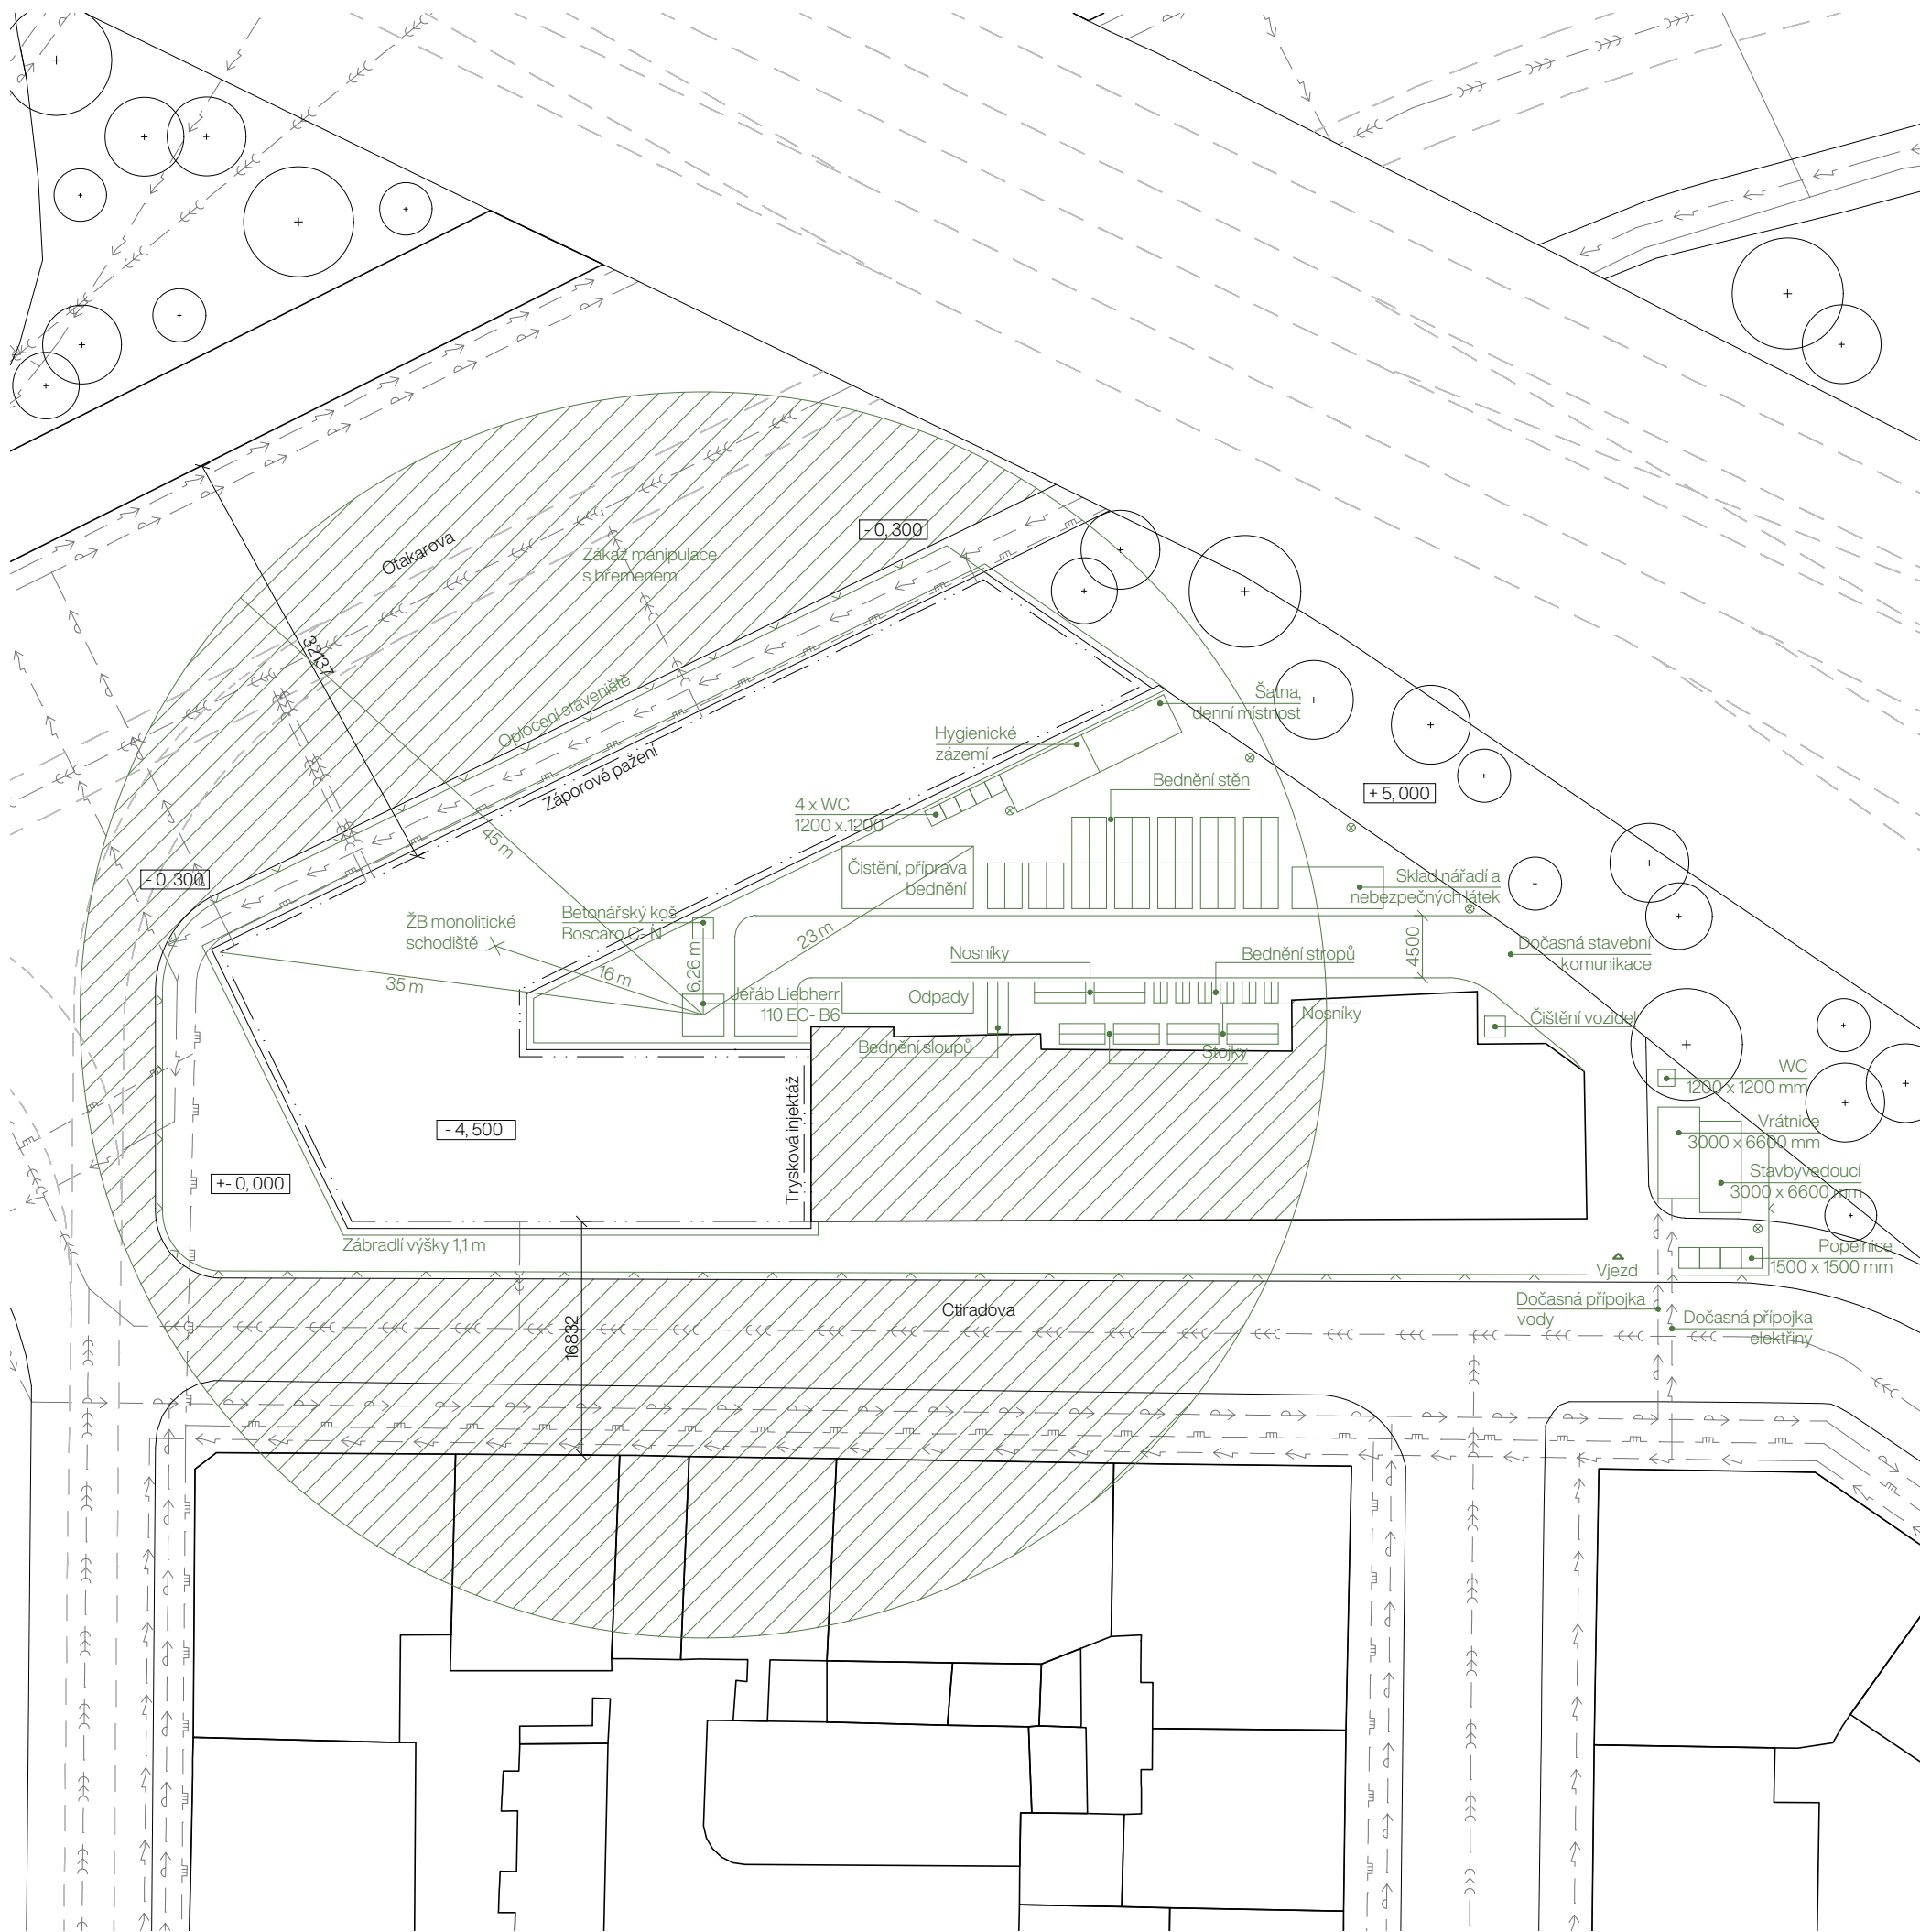 - 0, 300
Otakarova
Zákaz manipulace
s břemenem
32137
Oplocení staveniště
Záporové pažení
Šatna,
denní místnost
Hygienické
zázemí
Bednění stěn
+ 5, 000
4 x WC
1200 x 1200
45 m
- 0, 300
Čistění, příprava
bednění
Sklad nářadí a
nebezpečných látek
ŽB monolitické
schodiště
Betonářský koš
Boscaro C- N
23 m
6,26 m
16 m
35 m
Nosníky
Bednění stropů
4500
Dočasná stavební
komunikace
Jeřáb Liebherr
110 EC- B6
Odpady
Nosníky
Čištění vozidel
Bednění sloupů
Stojky
WC
1200 x 1200 mm
Trysková injektáž
- 4, 500
Vrátnice
3000 x 6600 mm
+- 0, 000
Stavbyvedoucí
3000 x 6600 mm
Zábradlí výšky 1,1 m
Popelnice
1500 x 1500 mm
Vjezd
Ctiradova
16832
Dočasná přípojka
vody
Dočasná přípojka
elektřiny